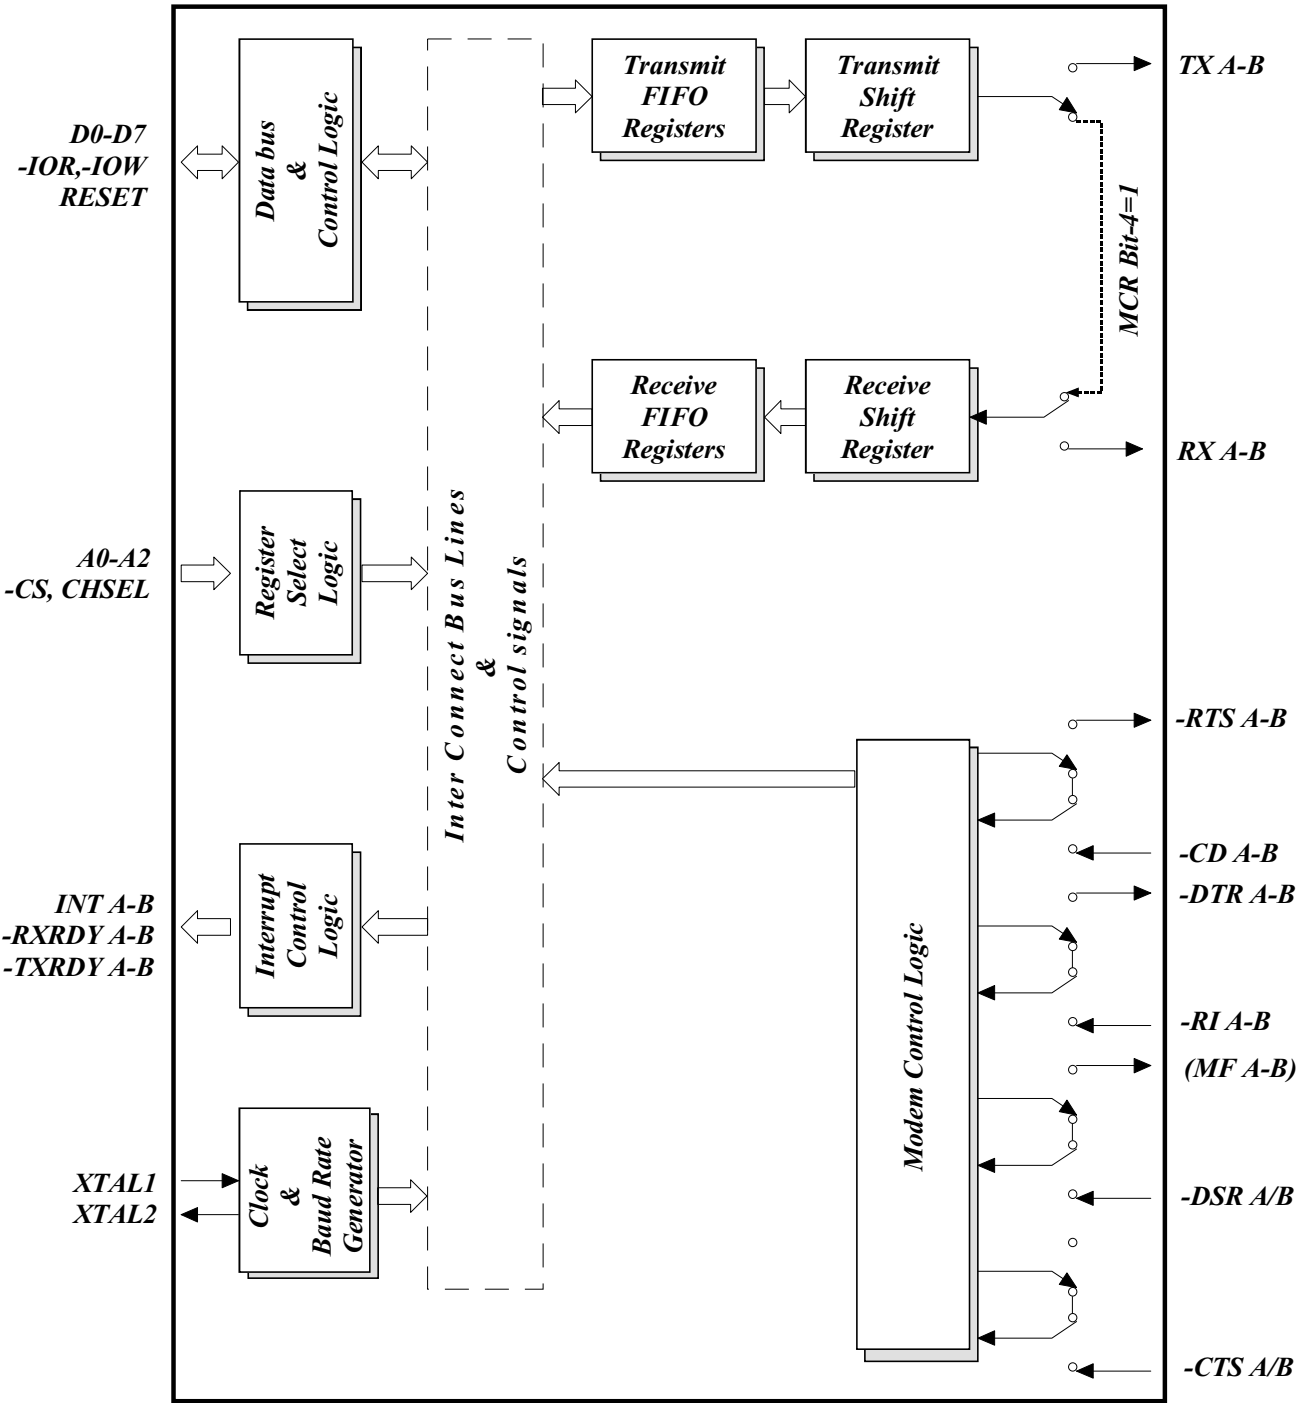 D0-D7
-IOR,-IOW
RESET
Data bus
&
Control Logic
A0-A2
-CS, CHSEL
Register
Select
Logic
INT A-B
-RXRDY A-B
-TXRDY A-B
Interrupt
Control
Logic
XTAL1
XTAL2
Clock
&
Baud Rate
Generator
Inter Connect Bus Lines
&
Control signals
Transmit
FIFO
Registers
Transmit
Shift
Register
TX A-B
MCR Bit-4=1
Receive
FIFO
Registers
Receive
Shift
Register
RX A-B
Modem Control Logic
-RTS A-B
-CD A-B
-DTR A-B
-RI A-B
(MF A-B)
-DSR A/B
-CTS A/B